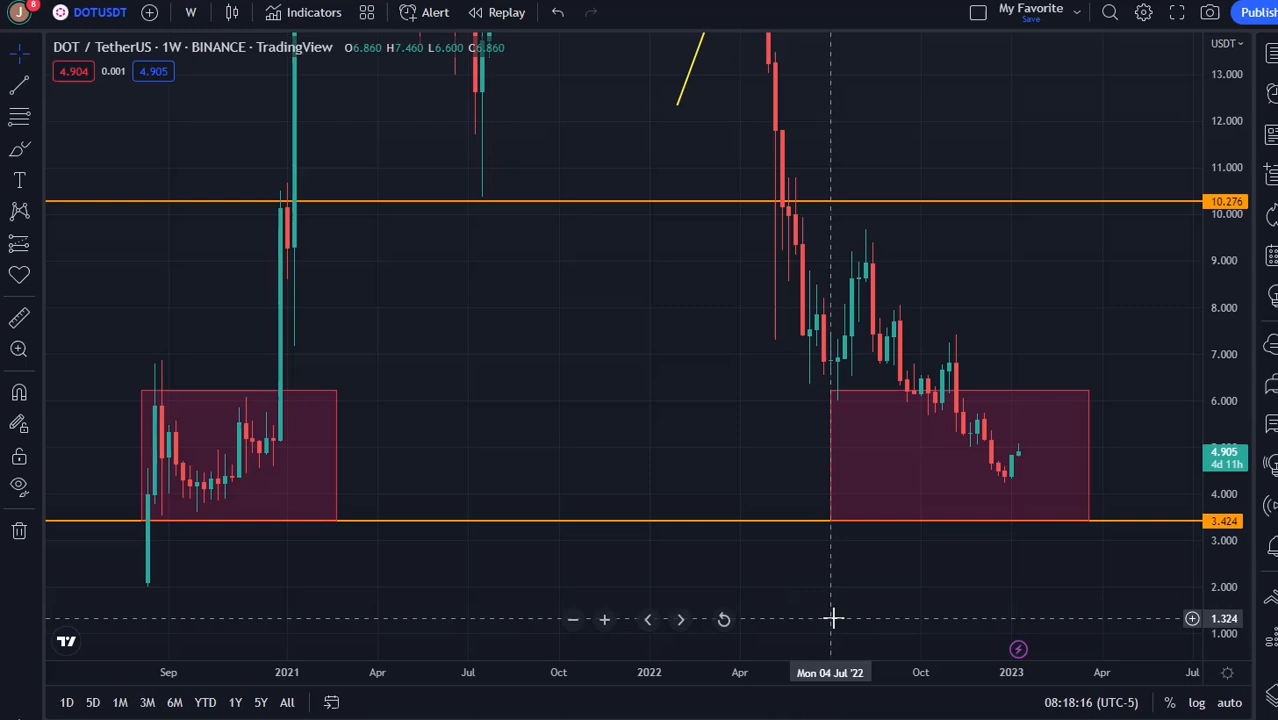 J 8 DOTUSDT W Indicators Alert Replay My Favorite Save Publish
DOT / TetherUS · 1W · BINANCE · TradingView O6.860 H7.460 L6.600 C6.860
4.904 0.001 4.905
USDT
13.000
12.000
11.000
10.276
10.000
9.000
8.000
7.000
6.000
4.905
4d 11h
4.000
3.424
3.000
2.000
1.324
1.000
Sep 2021 Apr Jul Oct 2022 Apr Mon 04 Jul '22 Oct 2023 Apr Jul
1D 5D 1M 3M 6M YTD 1Y 5Y All 08:18:16 (UTC-5) % log auto